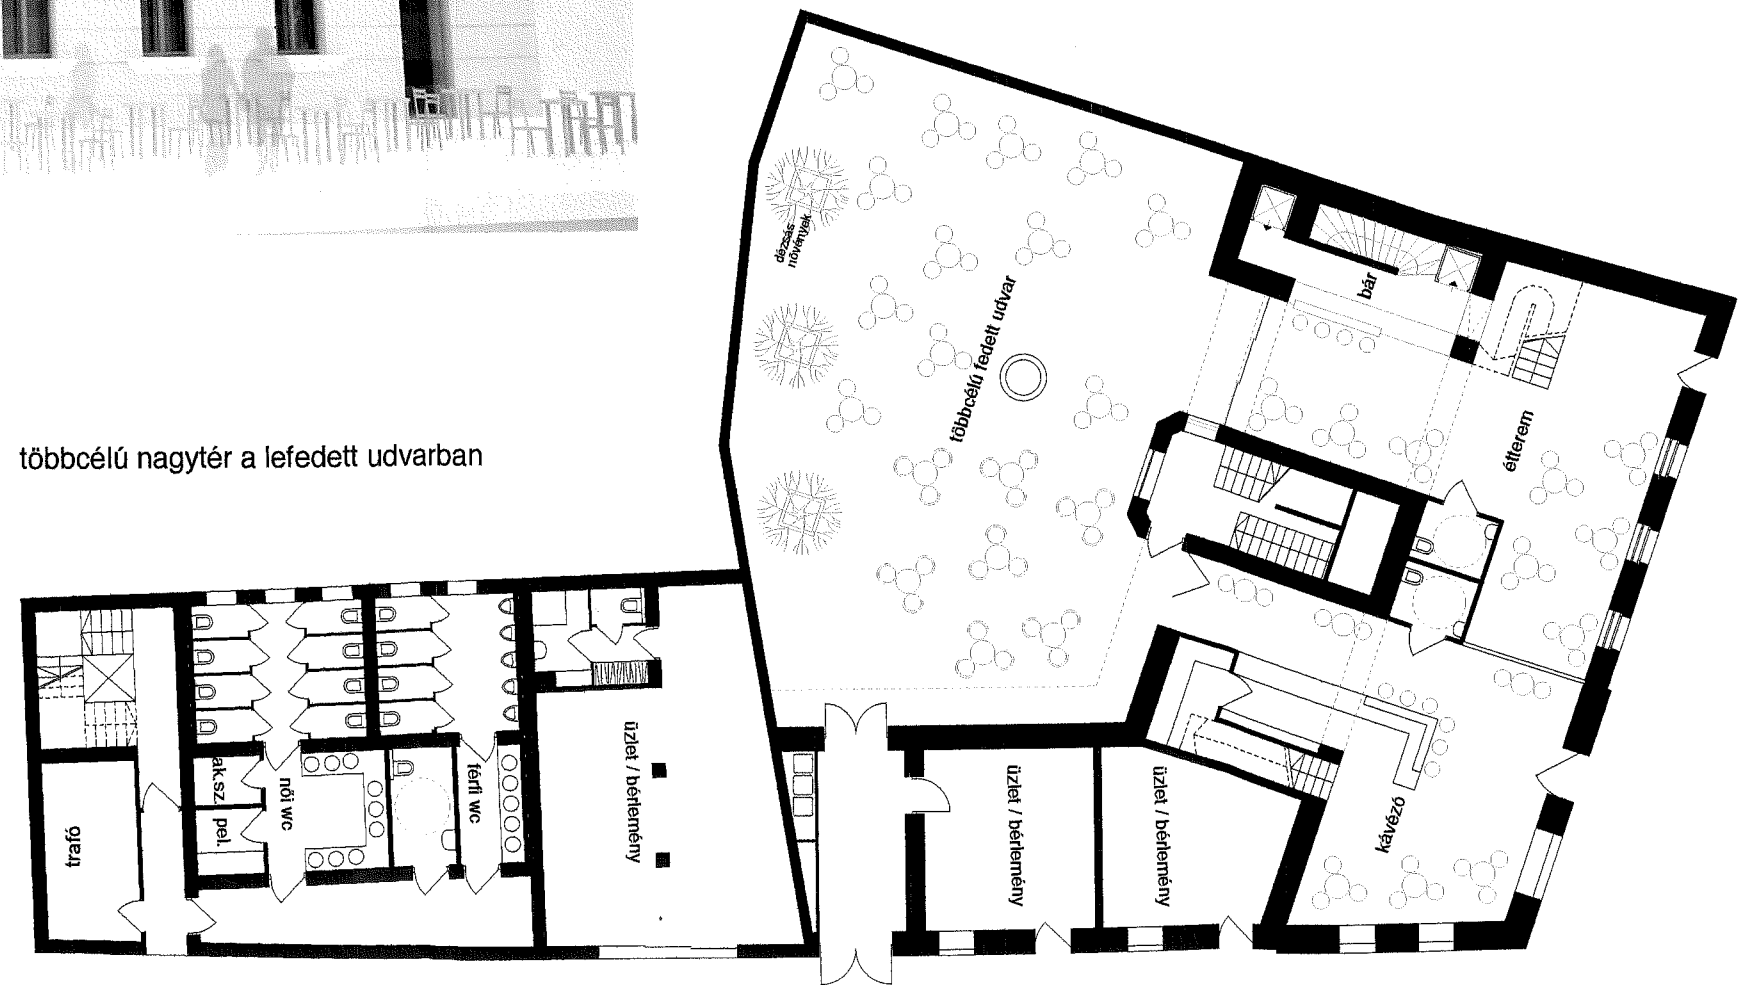 többcélú nagytér a lefedett udvarban
dézsás
növények
többcélú fedett udvar
bár
étterem
kávézó
üzlet / bérlemény
üzlet / bérlemény
üzlet / bérlemény
férfi wc
női wc
ak.sz.
pel.
trafó